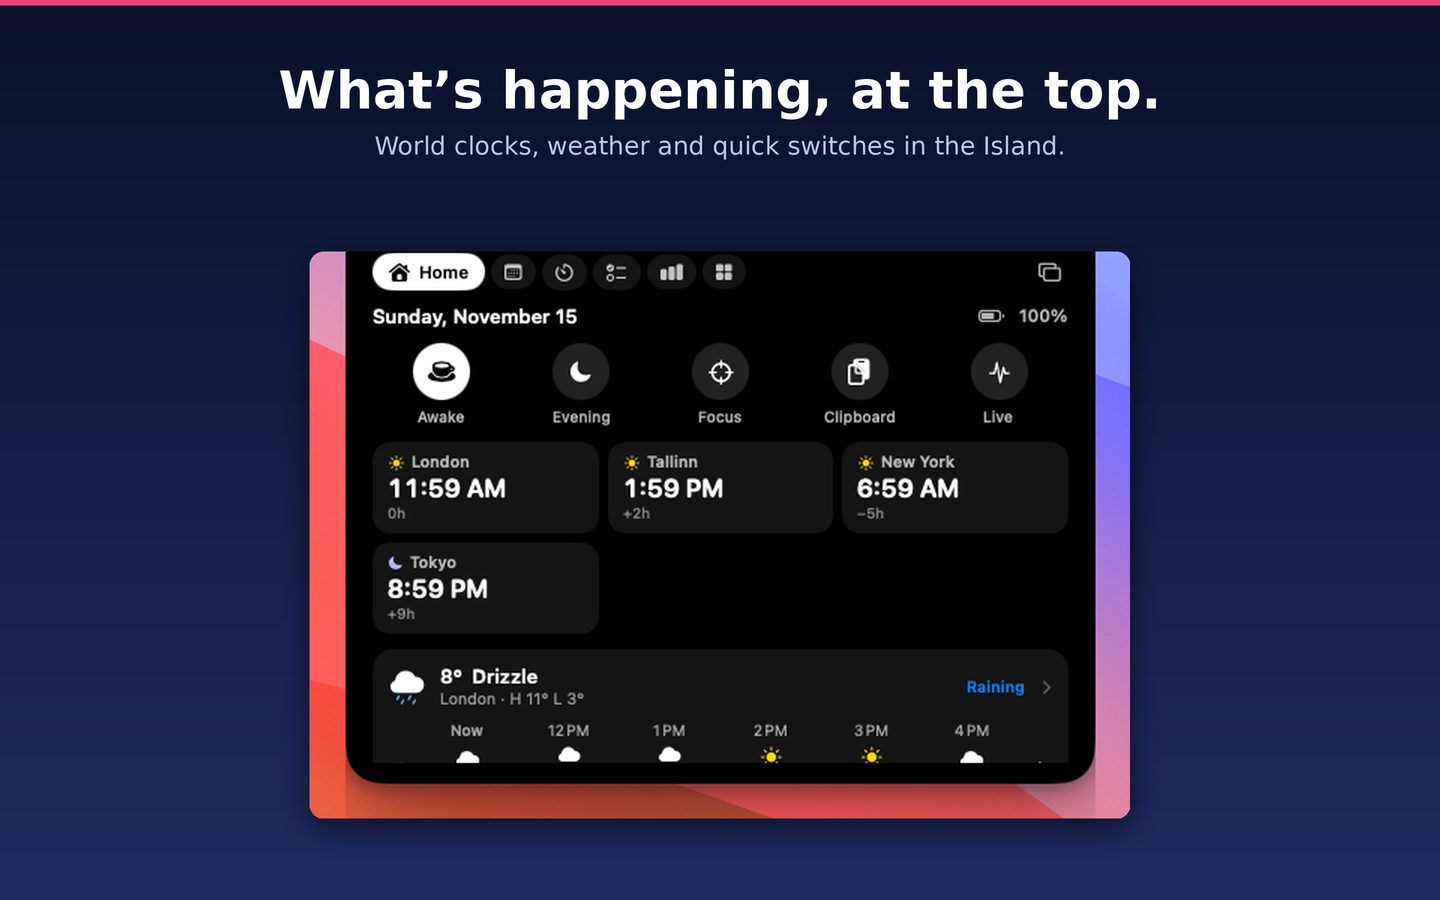 What’s happening, at the top.
World clocks, weather and quick switches in the Island.
Home
Sunday, November 15
100%
Awake
Evening
Focus
Clipboard
Live
London
11:59 AM
0h
Tallinn
1:59 PM
+2h
New York
6:59 AM
−5h
Tokyo
8:59 PM
+9h
8° Drizzle
London · H 11° L 3°
Raining
Now
12 PM
1 PM
2 PM
3 PM
4 PM